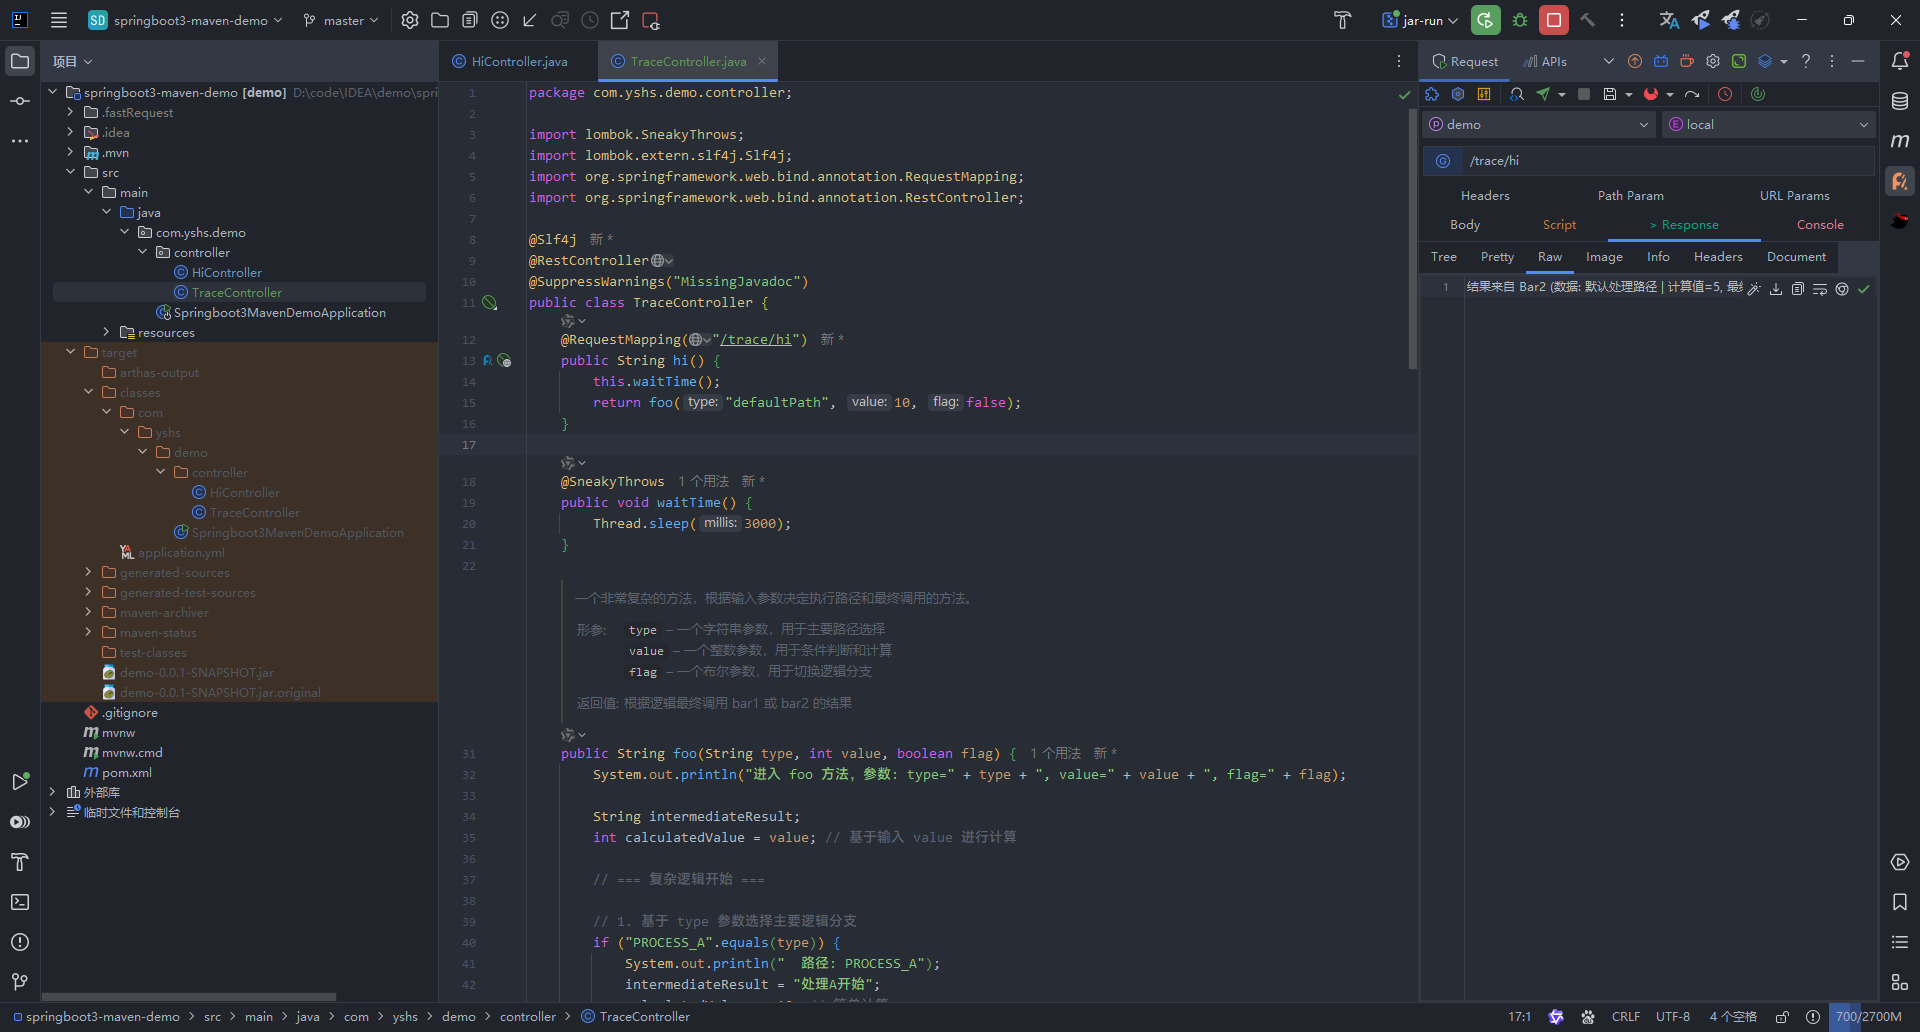 SD springboot3-maven-demo master jar-run
项目
springboot3-maven-demo [demo] D:\code\IDEA\demo\spri
.fastRequest
.idea
.mvn
src
main
java
com.yshs.demo
controller
HiController
TraceController
Springboot3MavenDemoApplication
resources
target
arthas-output
classes
com
yshs
demo
controller
HiController
TraceController
Springboot3MavenDemoApplication
application.yml
generated-sources
generated-test-sources
maven-archiver
maven-status
test-classes
demo-0.0.1-SNAPSHOT.jar
demo-0.0.1-SNAPSHOT.jar.original
.gitignore
mvnw
mvnw.cmd
pom.xml
外部库
临时文件和控制台
HiController.java TraceController.java
1 package com.yshs.demo.controller;
2
3 import lombok.SneakyThrows;
4 import lombok.extern.slf4j.Slf4j;
5 import org.springframework.web.bind.annotation.RequestMapping;
6 import org.springframework.web.bind.annotation.RestController;
7
8 @Slf4j 新 *
9 @RestController
10 @SuppressWarnings("MissingJavadoc")
11 public class TraceController {
12 @RequestMapping("/trace/hi") 新 *
13 public String hi() {
14 this.waitTime();
15 return foo( type: "defaultPath", value: 10, flag: false);
16 }
17
18 @SneakyThrows 1 个用法 新 *
19 public void waitTime() {
20 Thread.sleep( millis: 3000);
21 }
22
一个非常复杂的方法，根据输入参数决定执行路径和最终调用的方法。
形参: type – 一个字符串参数，用于主要路径选择
value – 一个整数参数，用于条件判断和计算
flag – 一个布尔参数，用于切换逻辑分支
返回值: 根据逻辑最终调用 bar1 或 bar2 的结果
31 public String foo(String type, int value, boolean flag) { 1 个用法 新 *
32 System.out.println("进入 foo 方法, 参数: type=" + type + ", value=" + value + ", flag=" + flag);
33
34 String intermediateResult;
35 int calculatedValue = value; // 基于输入 value 进行计算
36
37 // === 复杂逻辑开始 ===
38
39 // 1. 基于 type 参数选择主要逻辑分支
40 if ("PROCESS_A".equals(type)) {
41 System.out.println("  路径: PROCESS_A");
42 intermediateResult = "处理A开始";
Request APIs
demo local
/trace/hi
Headers Path Param URL Params
Body Script > Response Console
Tree Pretty Raw Image Info Headers Document
1 结果来自 Bar2 (数据: 默认处理路径 | 计算值=5, 最终
springboot3-maven-demo > src > main > java > com > yshs > demo > controller > TraceController
17:1 CRLF UTF-8 4 个空格 700/2700M